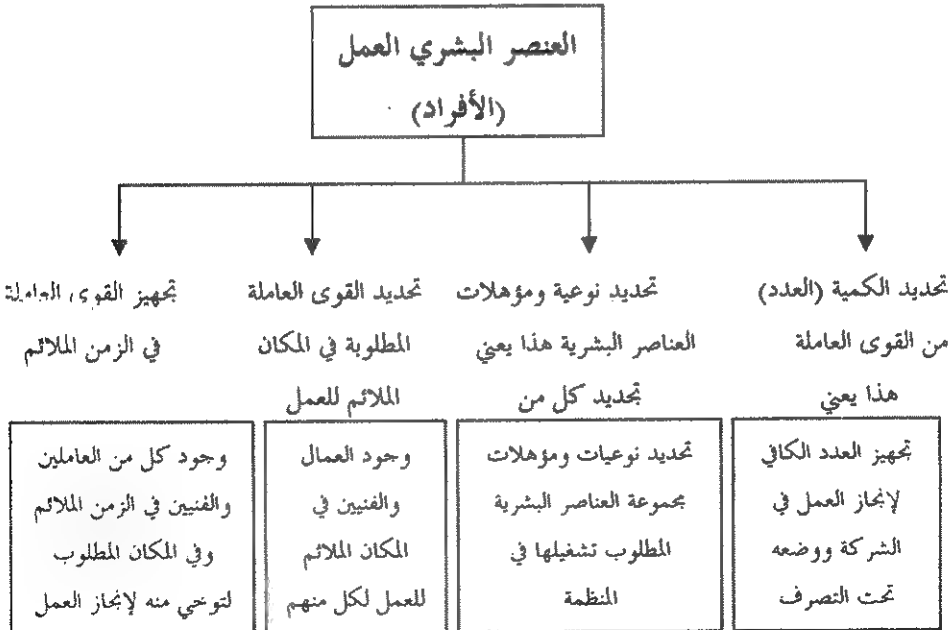 العنصر البشري العمل
(الأفراد)
تحديد الكمية (العدد)
من القوى العاملة
هذا يعني
تحديد نوعية ومؤهلات
العناصر البشرية هذا يعني
تحديد كل من
تحديد القوى العاملة
المطلوبة في المكان
الملائم للعمل
تجهيز القوى العاملة
في الزمن الملائم
تجهيز العدد الكافي
لإنجاز العمل في
الشركة ووضعه
تحت التصرف
تحديد نوعيات ومؤهلات
مجموعة العناصر البشرية
المطلوب تشغيلها في
المنظمة
وجود العمال
والفنيين في
المكان الملائم
للعمل لكل منهم
وجود كل من العاملين
والفنيين في الزمن الملائم
وفي المكان المطلوب
لتوخي منه لإنجاز العمل